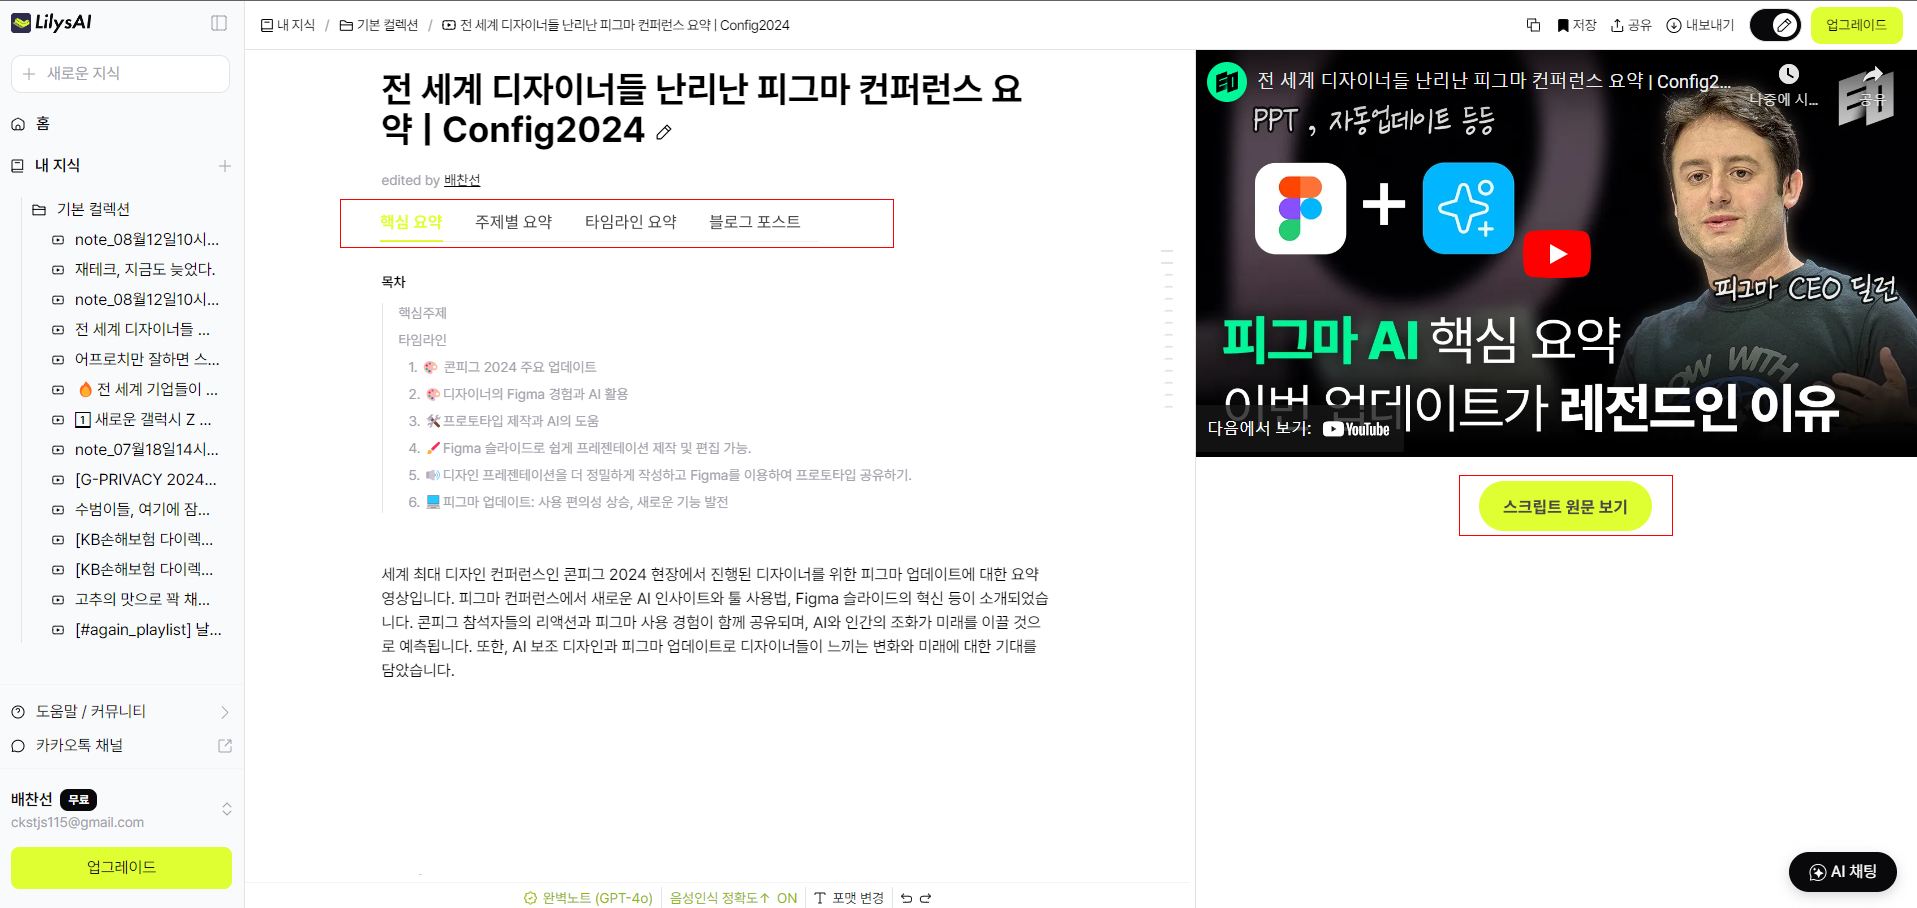 LilysAI
새로운 지식
홈
내 지식
기본 컬렉션
note_08월12일10시...
재테크, 지금도 늦었다.
note_08월12일10시...
전 세계 디자이너들 ...
어프로치만 잘하면 스...
🔥 전 세계 기업들이 ...
1 새로운 갤럭시 Z ...
note_07월18일14시...
[G-PRIVACY 2024...
수범이들, 여기에 잠...
[KB손해보험 다이렉...
[KB손해보험 다이렉...
고추의 맛으로 꽉 채...
[#again_playlist] 날...
도움말 / 커뮤니티
카카오톡 채널
배찬선 무료
ckstjs115@gmail.com
업그레이드
내 지식 / 기본 컬렉션 / 전 세계 디자이너들 난리난 피그마 컨퍼런스 요약 | Config2024
저장 공유 내보내기 업그레이드
전 세계 디자이너들 난리난 피그마 컨퍼런스 요
약 | Config2024
edited by 배찬선
핵심 요약 주제별 요약 타임라인 요약 블로그 포스트
목차
핵심주제
타임라인
1. 🎨 콘피그 2024 주요 업데이트
2. 🎨디자이너의 Figma 경험과 AI 활용
3. 🛠️프로토타입 제작과 AI의 도움
4. 🖌️Figma 슬라이드로 쉽게 프레젠테이션 제작 및 편집 가능.
5. 📢디자인 프레젠테이션을 더 정밀하게 작성하고 Figma를 이용하여 프로토타입 공유하기.
6. 💻피그마 업데이트: 사용 편의성 상승, 새로운 기능 발전
세계 최대 디자인 컨퍼런스인 콘피그 2024 현장에서 진행된 디자이너를 위한 피그마 업데이트에 대한 요약
영상입니다. 피그마 컨퍼런스에서 새로운 AI 인사이트와 툴 사용법, Figma 슬라이드의 혁신 등이 소개되었습
니다. 콘피그 참석자들의 리액션과 피그마 사용 경험이 함께 공유되며, AI와 인간의 조화가 미래를 이끌 것으
로 예측됩니다. 또한, AI 보조 디자인과 피그마 업데이트로 디자이너들이 느끼는 변화와 미래에 대한 기대를
담았습니다.
완벽노트 (GPT-4o) 음성인식 정확도↑ ON 포맷 변경
전 세계 디자이너들 난리난 피그마 컨퍼런스 요약 | Config2...
나중에 시... 공유
PPT , 자동업데이트 등등
피그마 CEO 딜런
피그마 AI 핵심 요약
이번 업데이트가 레전드인 이유
다음에서 보기: YouTube
스크립트 원문 보기
AI 채팅